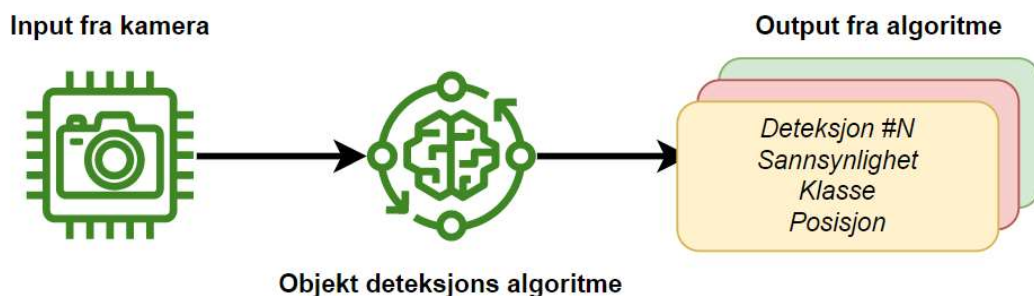 Input fra kamera
Output fra algoritme
Deteksjon #N
Sannsynlighet
Klasse
Posisjon
Objekt deteksjons algoritme